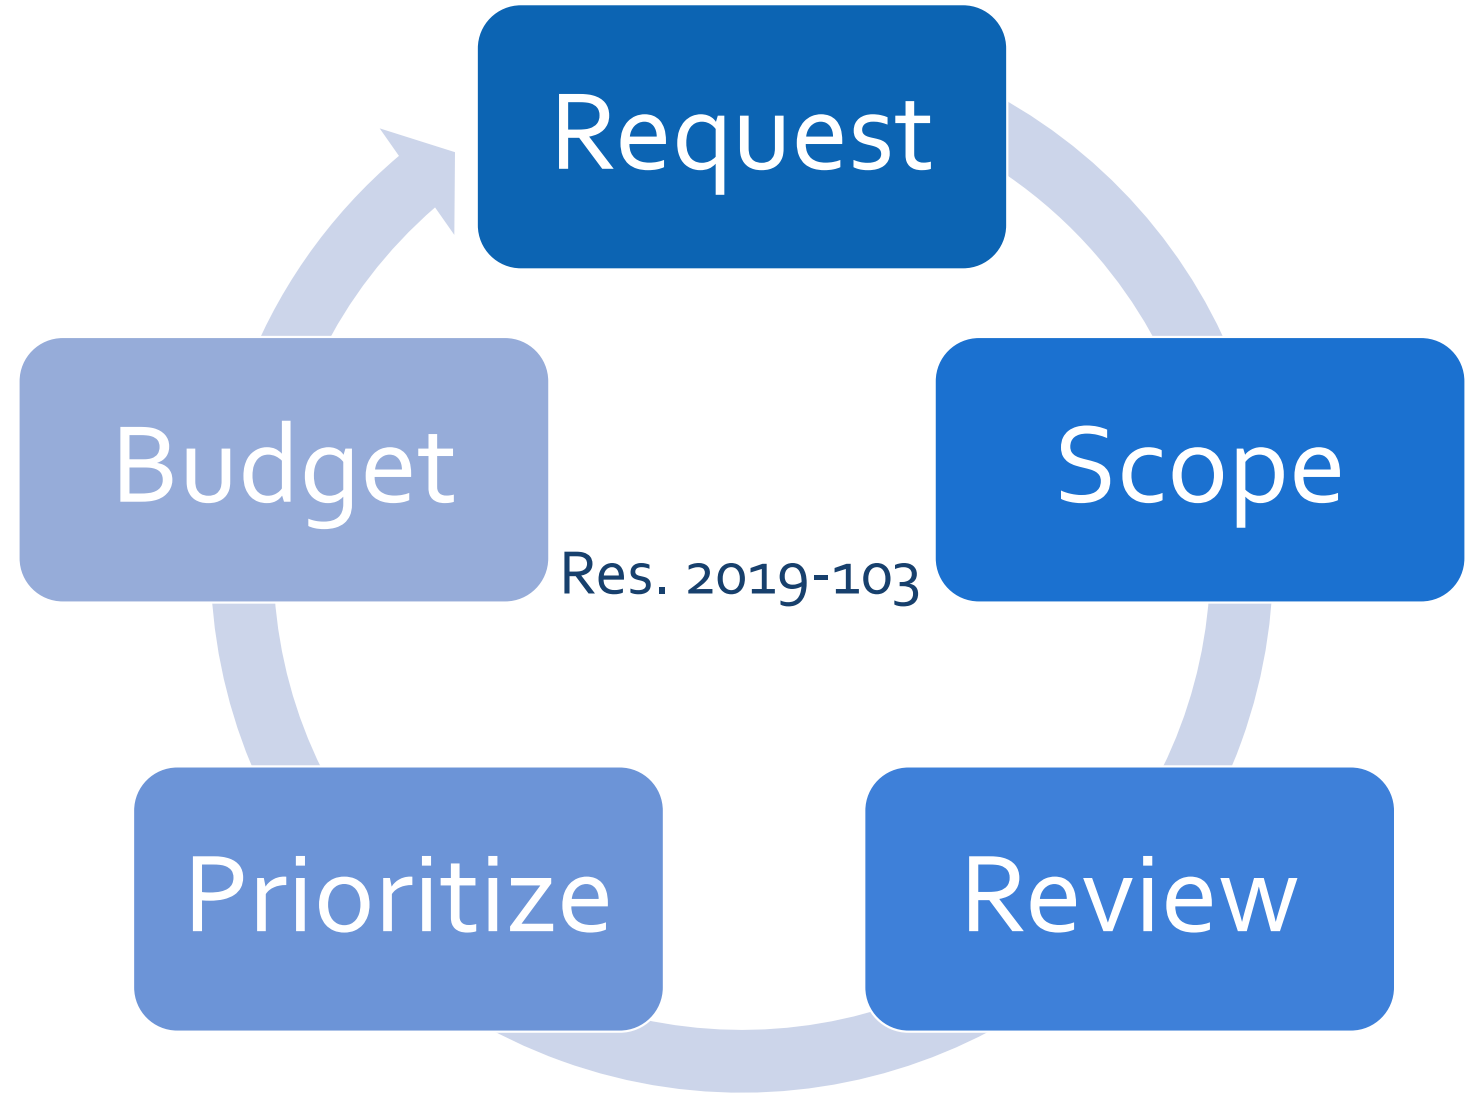 Request
Scope
Review
Prioritize
Budget
Res. 2019-103